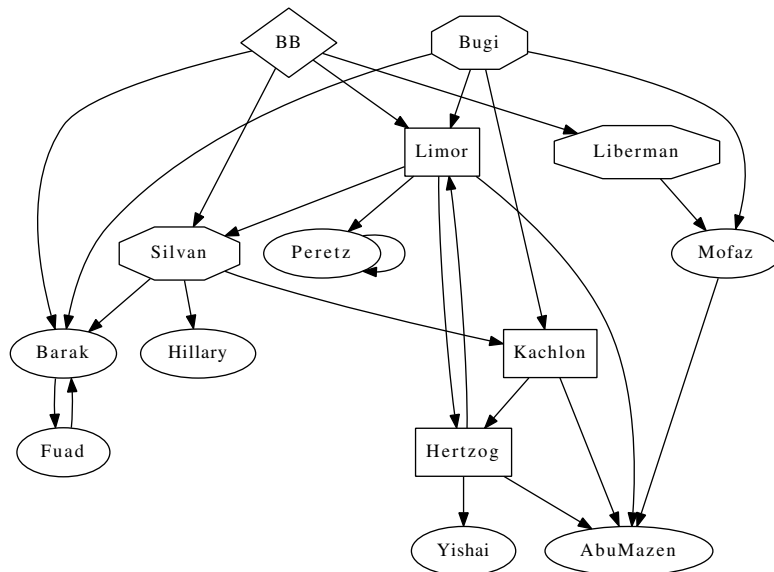 BB
Bugi
Limor
Liberman
Silvan
Peretz
Mofaz
Barak
Hillary
Kachlon
Fuad
Hertzog
Yishai
AbuMazen